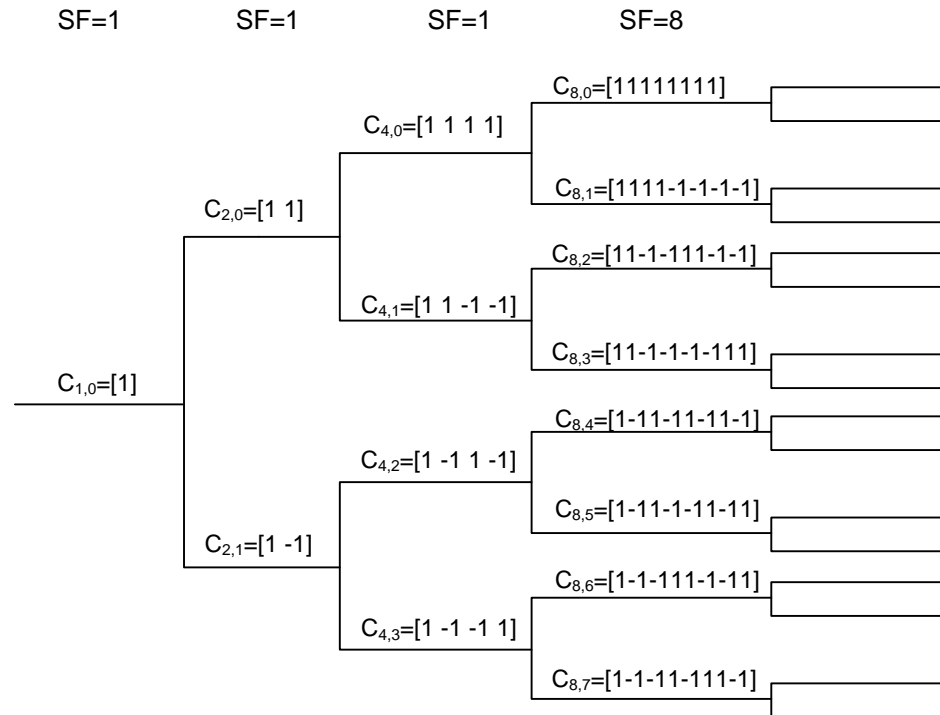 SF=1 SF=1 SF=1 SF=8
C8,0=[11111111]
C4,0=[1 1 1 1]
C8,1=[1111-1-1-1-1]
C2,0=[1 1]
C8,2=[11-1-111-1-1]
C4,1=[1 1 -1 -1]
C8,3=[11-1-1-1-111]
C1,0=[1]
C8,4=[1-11-11-11-1]
C4,2=[1 -1 1 -1]
C8,5=[1-11-1-11-11]
C2,1=[1 -1]
C8,6=[1-1-111-1-11]
C4,3=[1 -1 -1 1]
C8,7=[1-1-11-111-1]